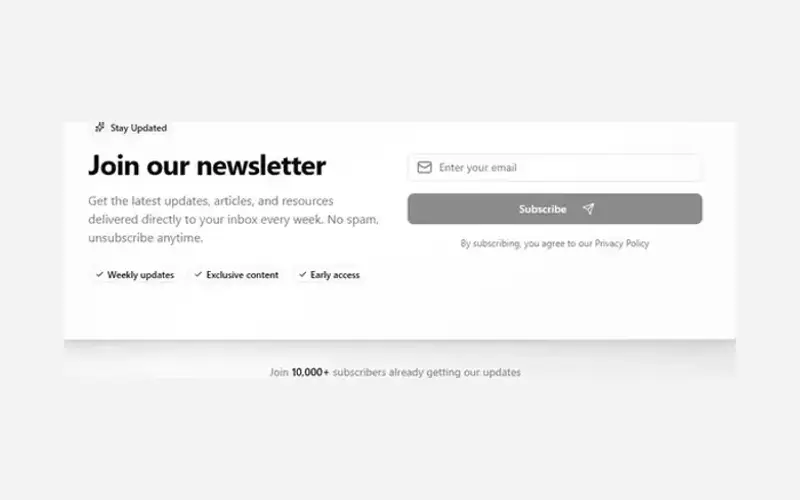 Stay Updated
Join our newsletter
Get the latest updates, articles, and resources
delivered directly to your inbox every week. No spam,
unsubscribe anytime.
Weekly updates
Exclusive content
Early access
Enter your email
Subscribe
By subscribing, you agree to our Privacy Policy
Join 10,000+ subscribers already getting our updates